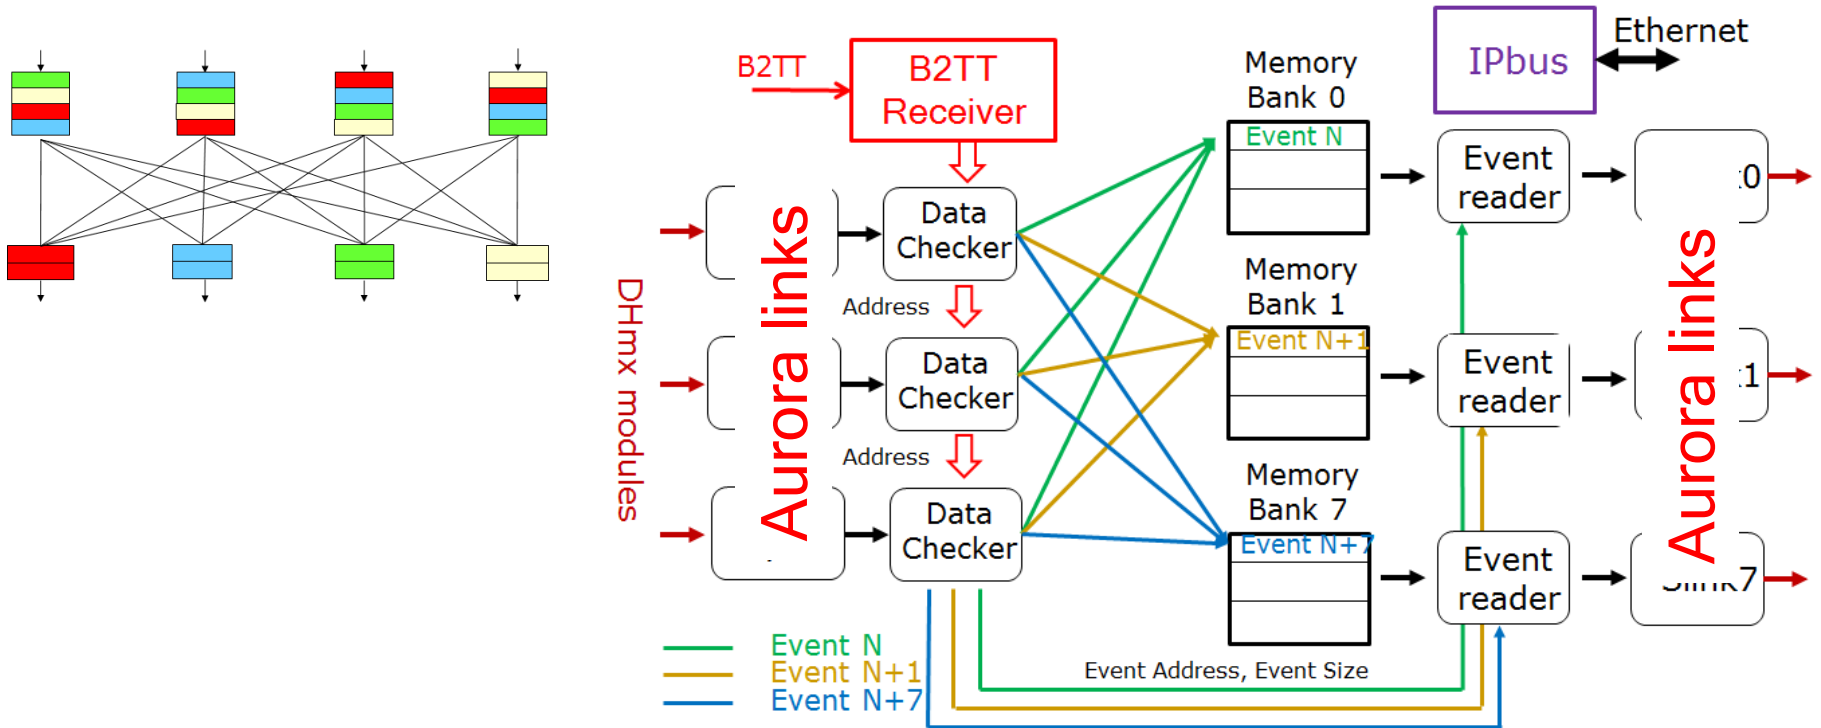 B2TT
B2TT
Receiver
Memory
Bank 0
IPbus
Ethernet
Event N
Event
reader
:0
Data
Checker
Aurora links
DHmx modules
Address
Memory
Bank 1
Event N+1
Event
reader
:1
Aurora links
Data
Checker
Address
Memory
Bank 7
Event N+7
Event
reader
7
Data
Checker
Event N
Event N+1
Event N+7
Event Address, Event Size